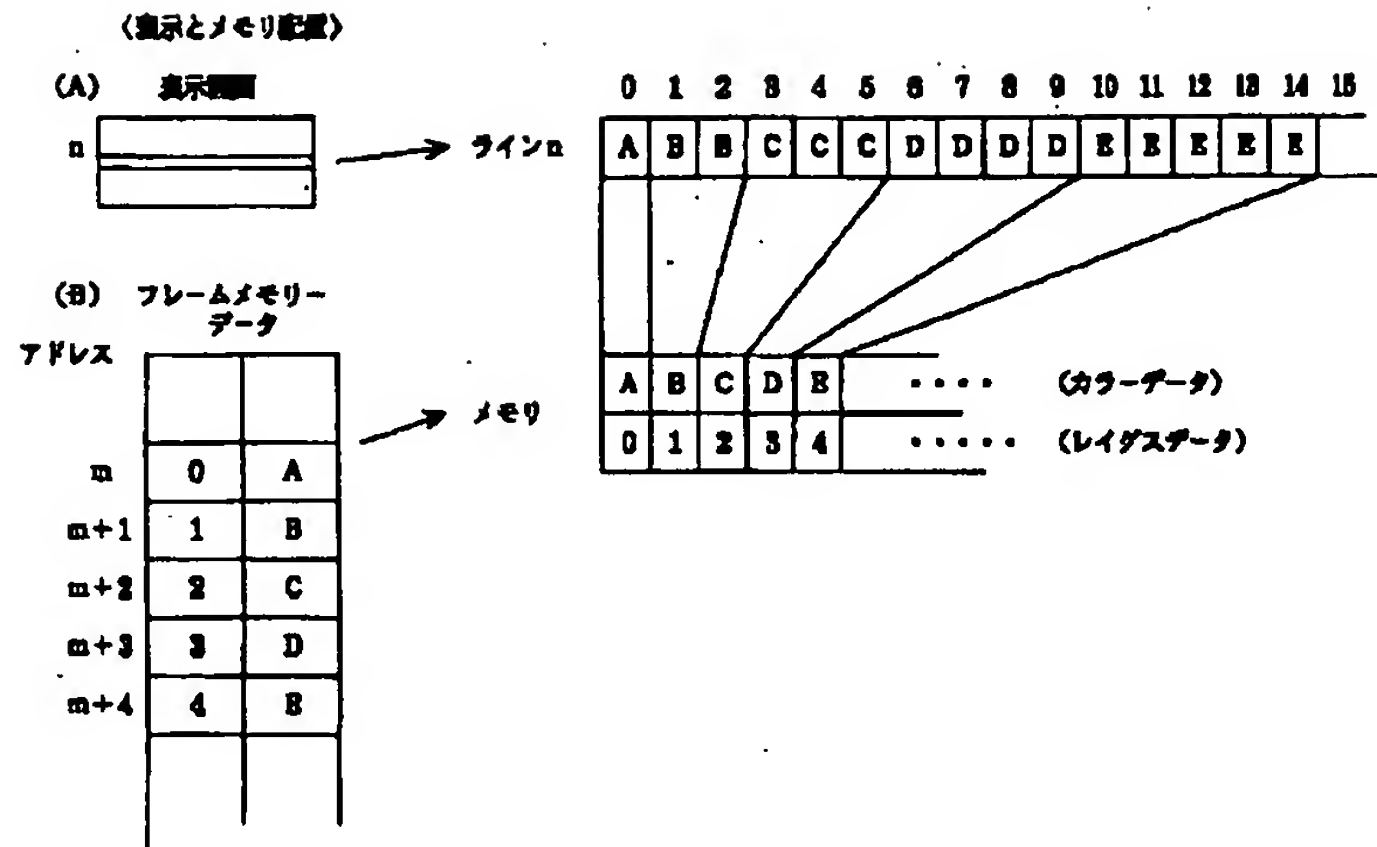 〈表示とメモリ配置〉
(A) 表示画面
n
ラインn
0 1 2 3 4 5 6 7 8 9 10 11 12 13 14 15
A B B C C C D D D D E E E E E
(B) フレームメモリー
データ
アドレス
メモリ
A B C D E ・・・・ (カラーデータ)
0 1 2 3 4 ・・・・・ (レイグスデータ)
m 0 A
m+1 1 B
m+2 2 C
m+3 3 D
m+4 4 E